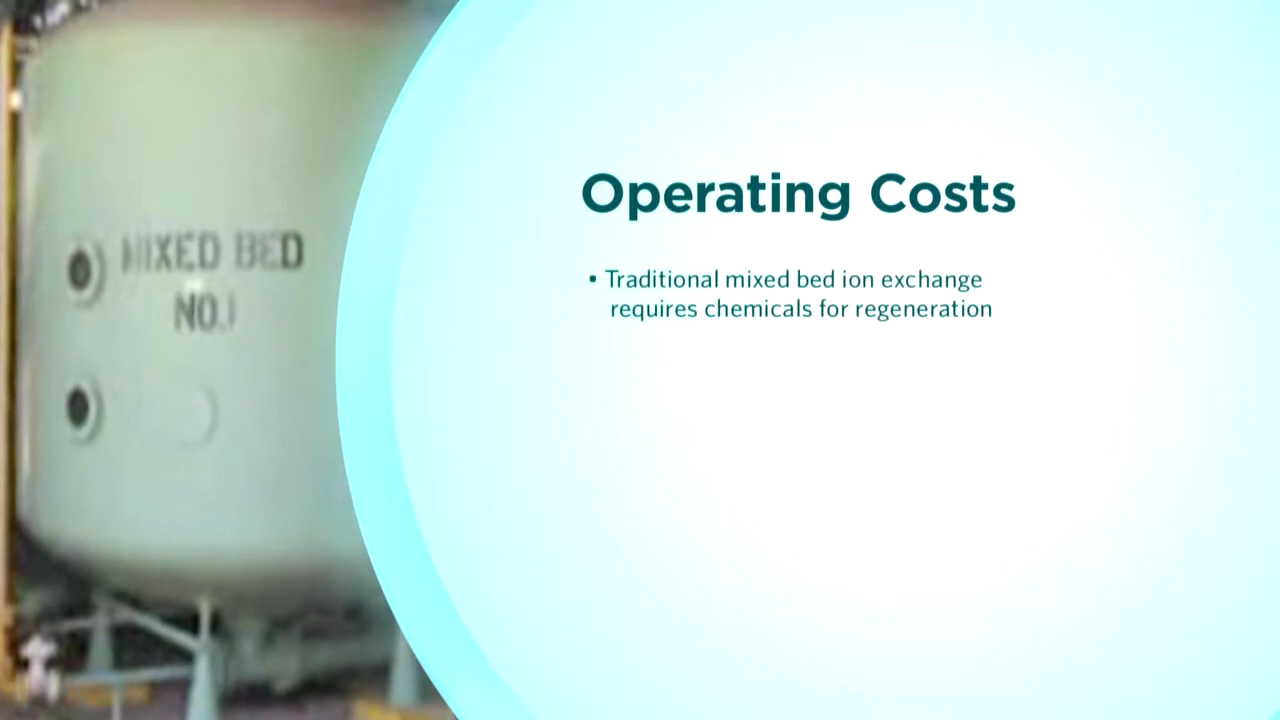 Operating Costs
• Traditional mixed bed ion exchange
requires chemicals for regeneration
MIXED BED
NO.1